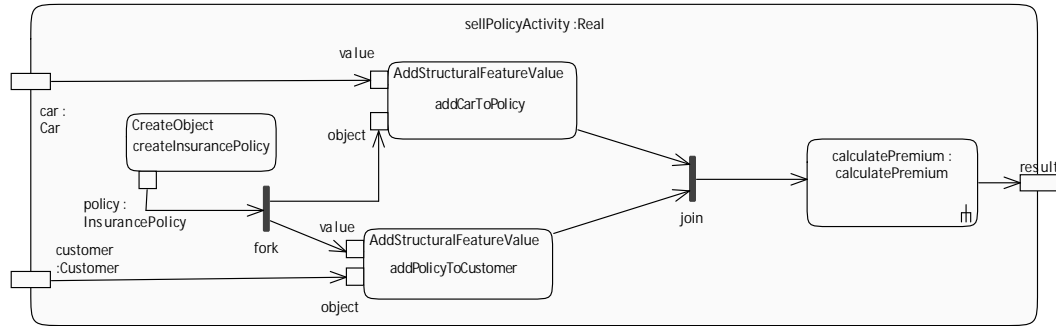 sellPolicyActivity :Real
value
AddStructuralFeatureValue
addCarToPolicy
car :
Car
object
CreateObject
createInsurancePolicy
calculatePremium :
calculatePremium
result
policy :
InsurancePolicy
fork
join
value
AddStructuralFeatureValue
addPolicyToCustomer
customer
:Customer
object